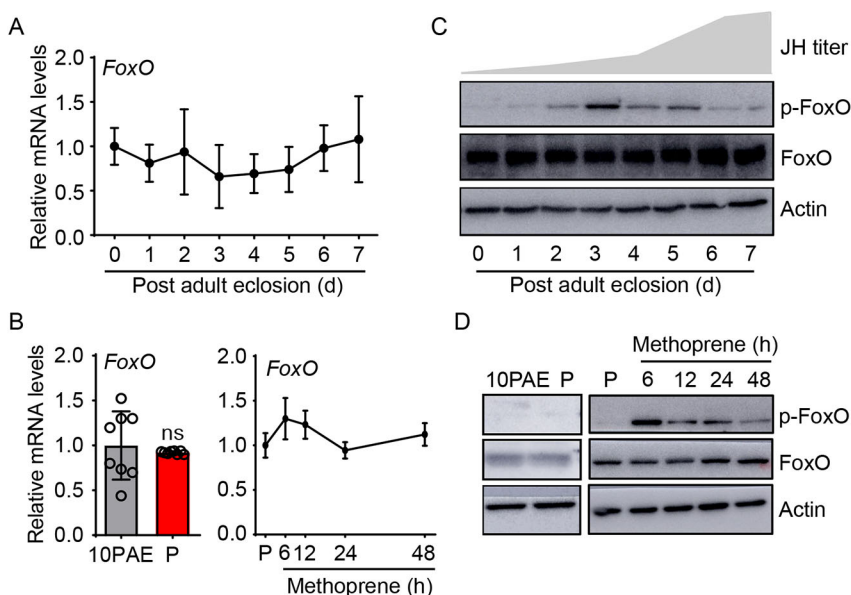 A
FoxO
Relative mRNA levels
2.0
1.5
1.0
0.5
0.0
0 1 2 3 4 5 6 7
Post adult eclosion (d)
C
JH titer
p-FoxO
FoxO
Actin
0 1 2 3 4 5 6 7
Post adult eclosion (d)
B
FoxO
Relative mRNA levels
2.0
1.5
1.0
0.5
0.0
ns
10PAE P
FoxO
2.0
1.5
1.0
0.5
0.0
P 6 12 24 48
Methoprene (h)
D
Methoprene (h)
10PAE P P 6 12 24 48
p-FoxO
FoxO
Actin